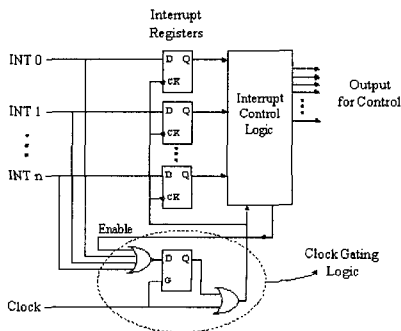 Interrupt
Registers
INT 0
D Q
CK
INT 1
D Q
CK
INT n
D Q
CK
Interrupt
Control
Logic
Output
for Control
Enable
D Q
G
Clock
Clock Gating
Logic